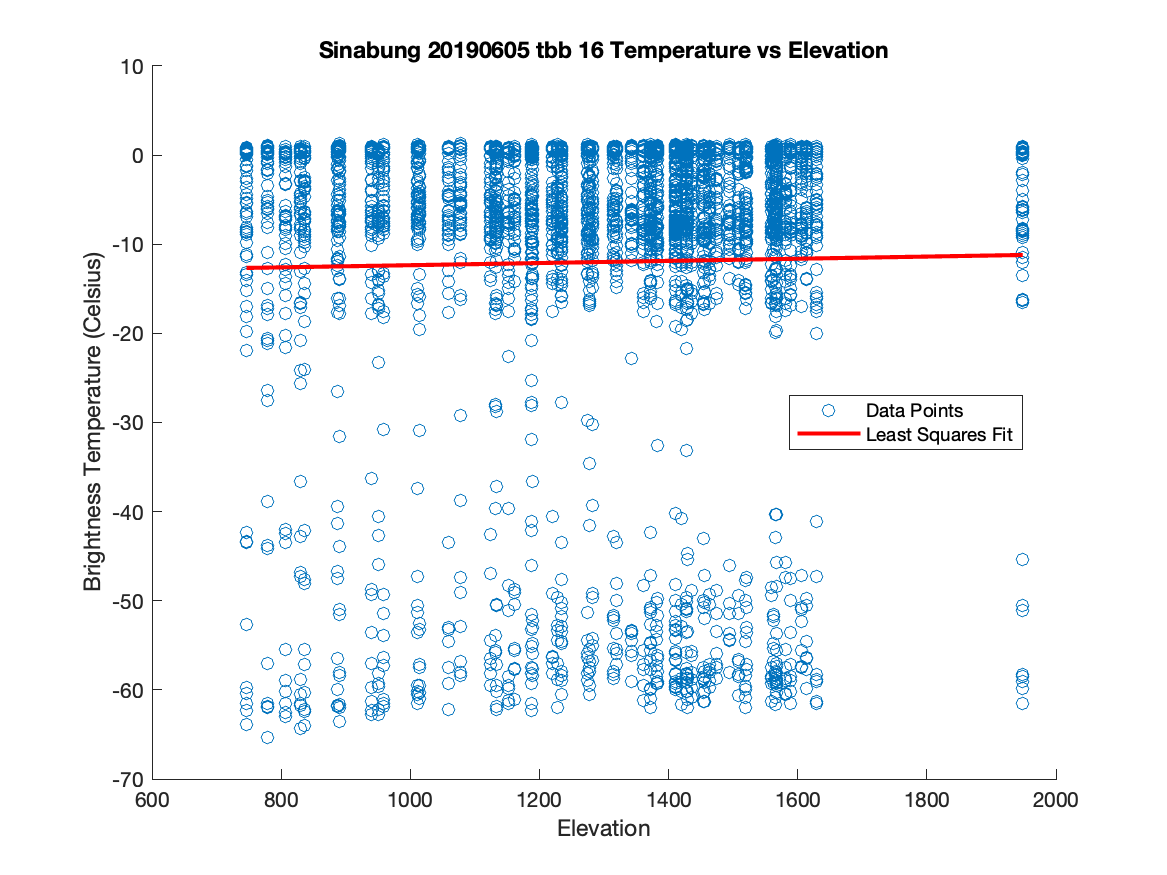 Sinabung 20190605 tbb 16 Temperature vs Elevation
10
0
-10
-20
-30
-40
-50
-60
-70
Brightness Temperature (Celsius)
Data Points
Least Squares Fit
600 800 1000 1200 1400 1600 1800 2000
Elevation